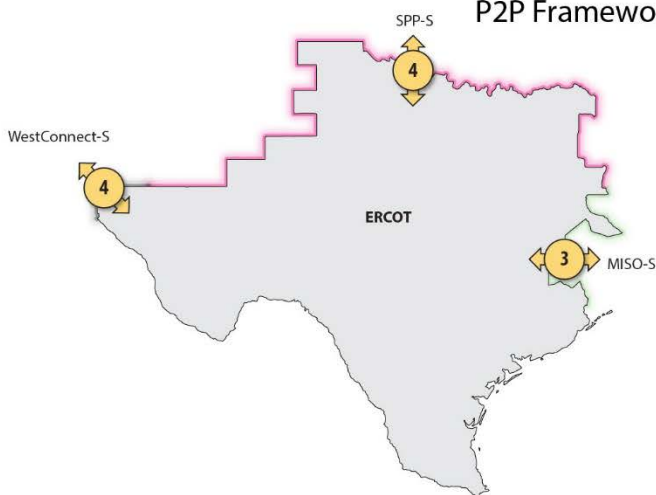 P2P Framewo
SPP-S
4
WestConnect-S
4
ERCOT
3
MISO-S